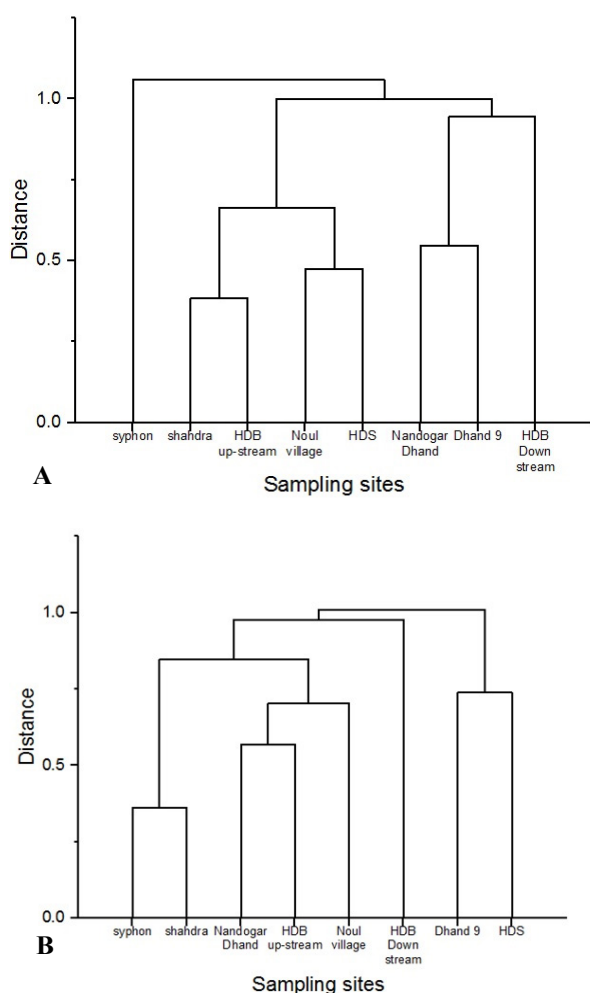 Distance
1.0
0.5
0.0
syphon shandra HDB Noul HDS Nandogar Dhand 9 HDB
up-stream village Dhand Down
stream
A
Sampling sites
Distance
1.0
0.5
0.0
syphon shandra Nandogar HDB Noul HDB Dhand 9 HDS
Dhand up-stream village Down
stream
B
Sampling sites